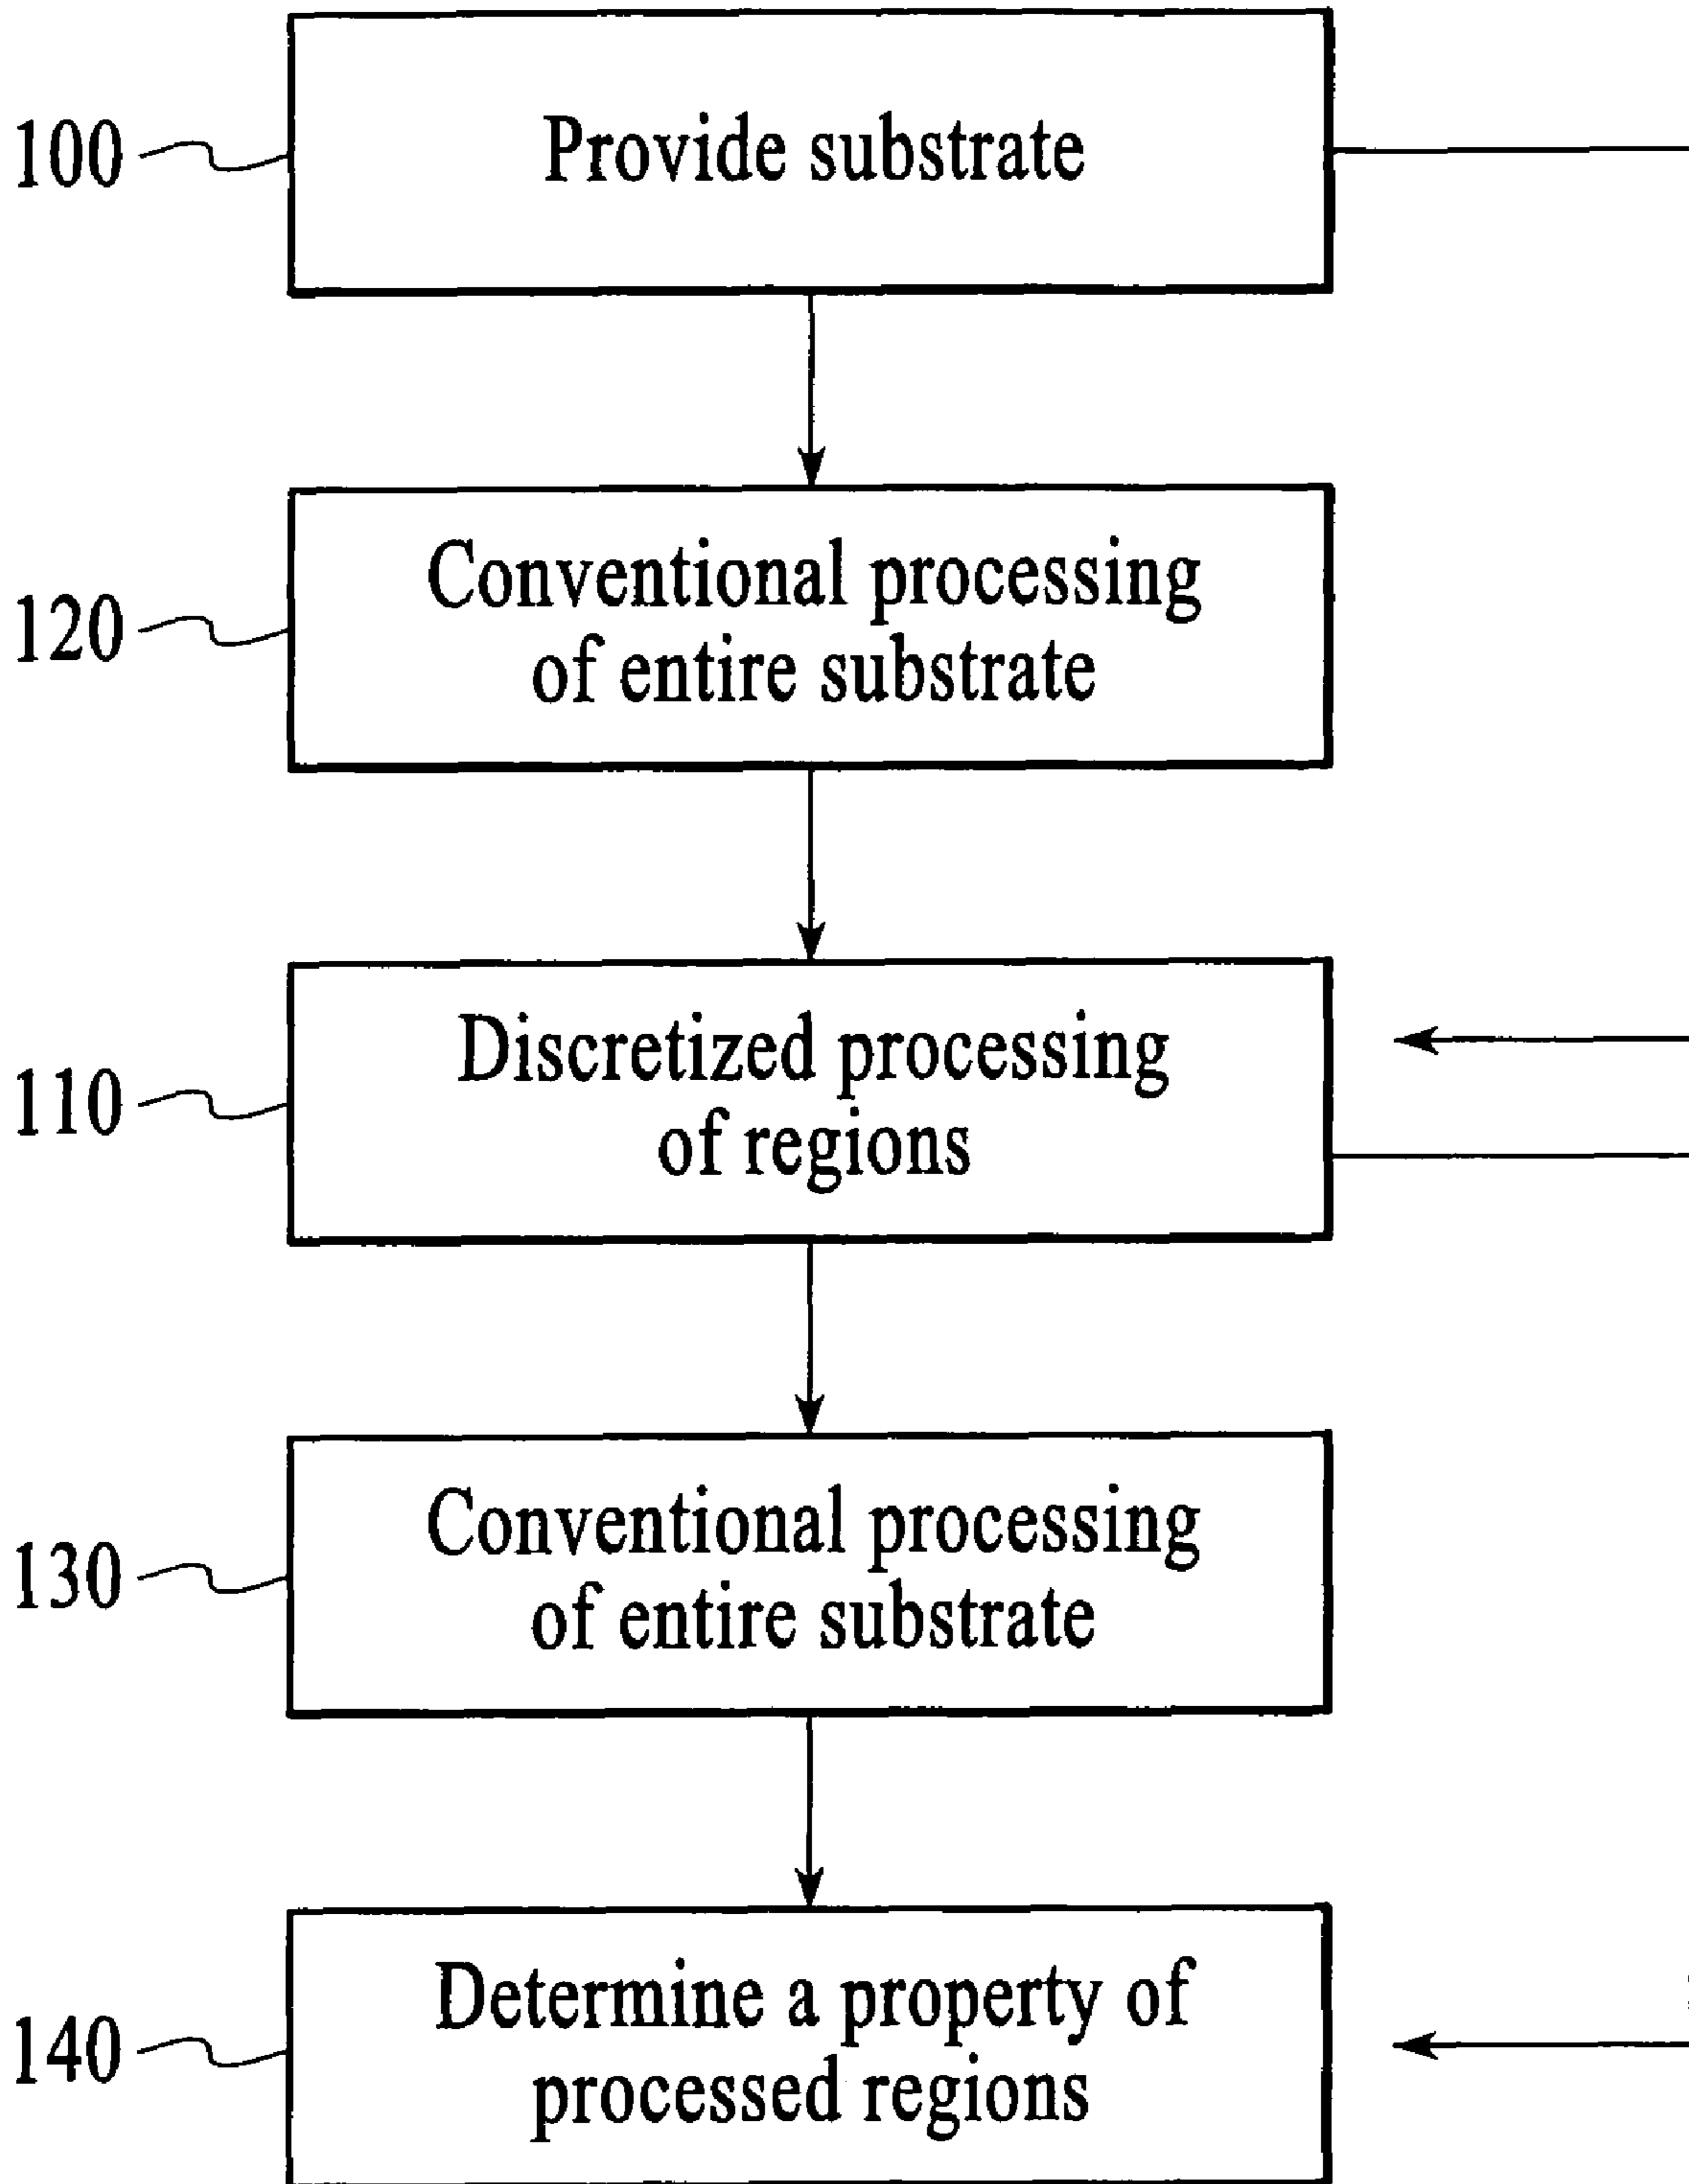 100
Provide substrate
120
Conventional processing
of entire substrate
110
Discretized processing
of regions
130
Conventional processing
of entire substrate
140
Determine a property of
processed regions